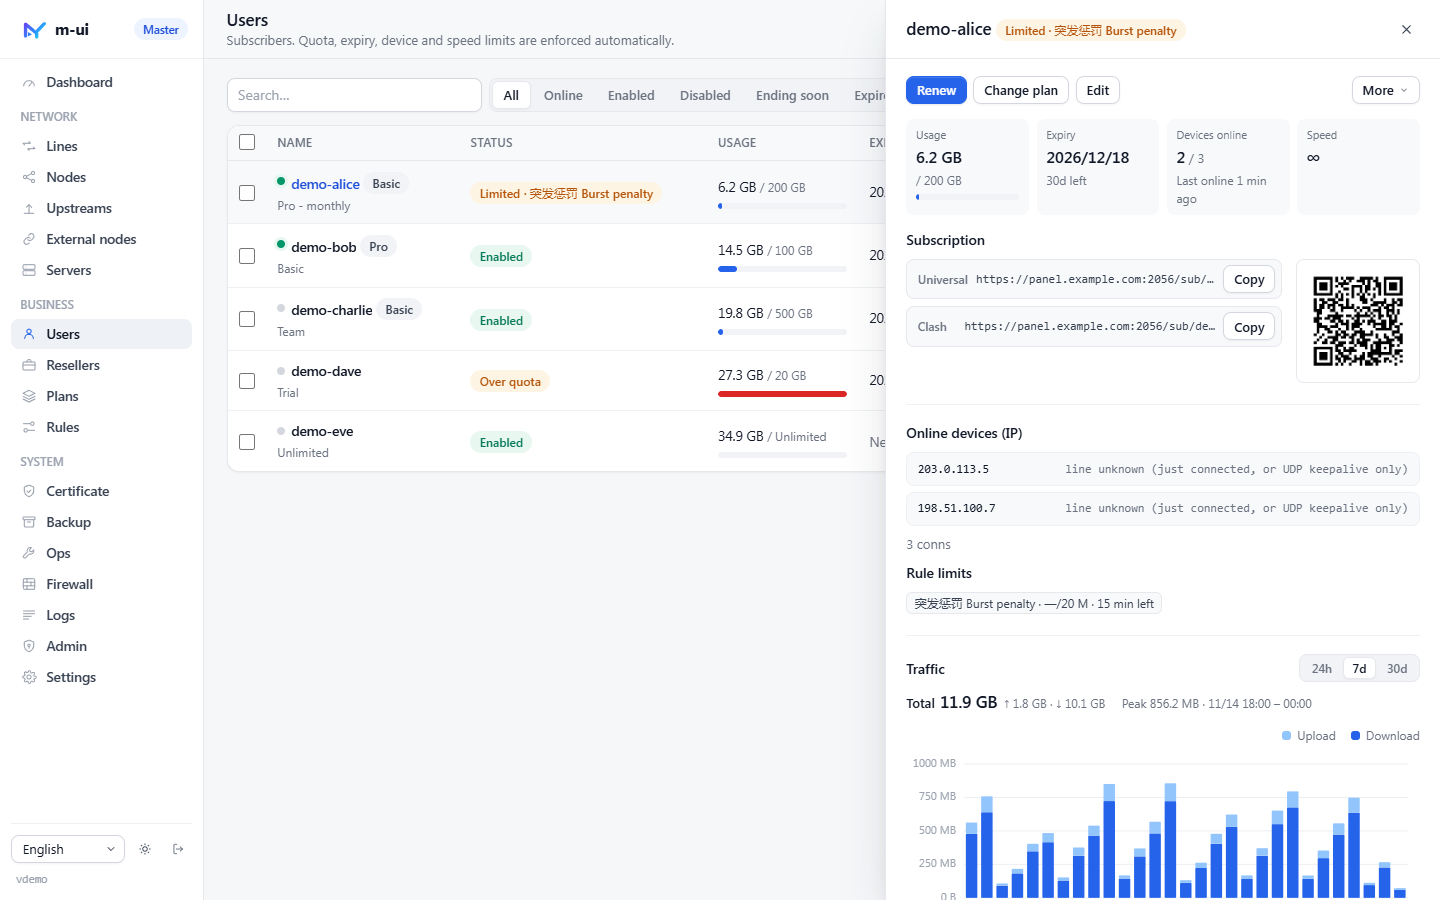 m-ui
Master
Dashboard
NETWORK
Lines
Nodes
Upstreams
External nodes
Servers
BUSINESS
Users
Resellers
Plans
Rules
SYSTEM
Certificate
Backup
Ops
Firewall
Logs
Admin
Settings
English
vdemo
Users
Subscribers. Quota, expiry, device and speed limits are enforced automatically.
Search...
All Online Enabled Disabled Ending soon Expire
NAME STATUS USAGE EX
demo-alice Basic
Pro - monthly
Limited · 突发惩罚 Burst penalty
6.2 GB / 200 GB
20
demo-bob Pro
Basic
Enabled
14.5 GB / 100 GB
20
demo-charlie Basic
Team
Enabled
19.8 GB / 500 GB
20
demo-dave
Trial
Over quota
27.3 GB / 20 GB
20
demo-eve
Unlimited
Enabled
34.9 GB / Unlimited
Ne
demo-alice Limited · 突发惩罚 Burst penalty
Renew Change plan Edit More
Usage
6.2 GB
/ 200 GB
Expiry
2026/12/18
30d left
Devices online
2 / 3
Last online 1 min
ago
Speed
∞
Subscription
Universal https://panel.example.com:2056/sub/… Copy
Clash https://panel.example.com:2056/sub/de… Copy
Online devices (IP)
203.0.113.5 line unknown (just connected, or UDP keepalive only)
198.51.100.7 line unknown (just connected, or UDP keepalive only)
3 conns
Rule limits
突发惩罚 Burst penalty · —/20 M · 15 min left
Traffic
24h 7d 30d
Total 11.9 GB ↑ 1.8 GB · ↓ 10.1 GB Peak 856.2 MB · 11/14 18:00 – 00:00
Upload Download
1000 MB
750 MB
500 MB
250 MB
0 B